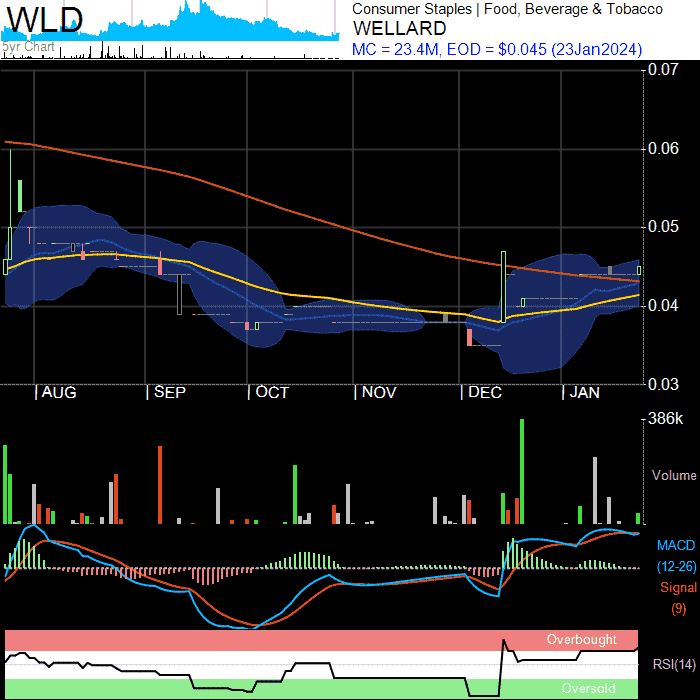 WLD
5yr Chart
Consumer Staples | Food, Beverage & Tobacco
WELLARD
MC = 23.4M, EOD = $0.045 (23Jan2024)
0.07
0.06
0.05
0.04
0.03
| AUG | SEP | OCT | NOV | DEC | JAN
386k
Volume
MACD
(12-26)
Signal
(9)
Overbought
RSI(14)
Oversold